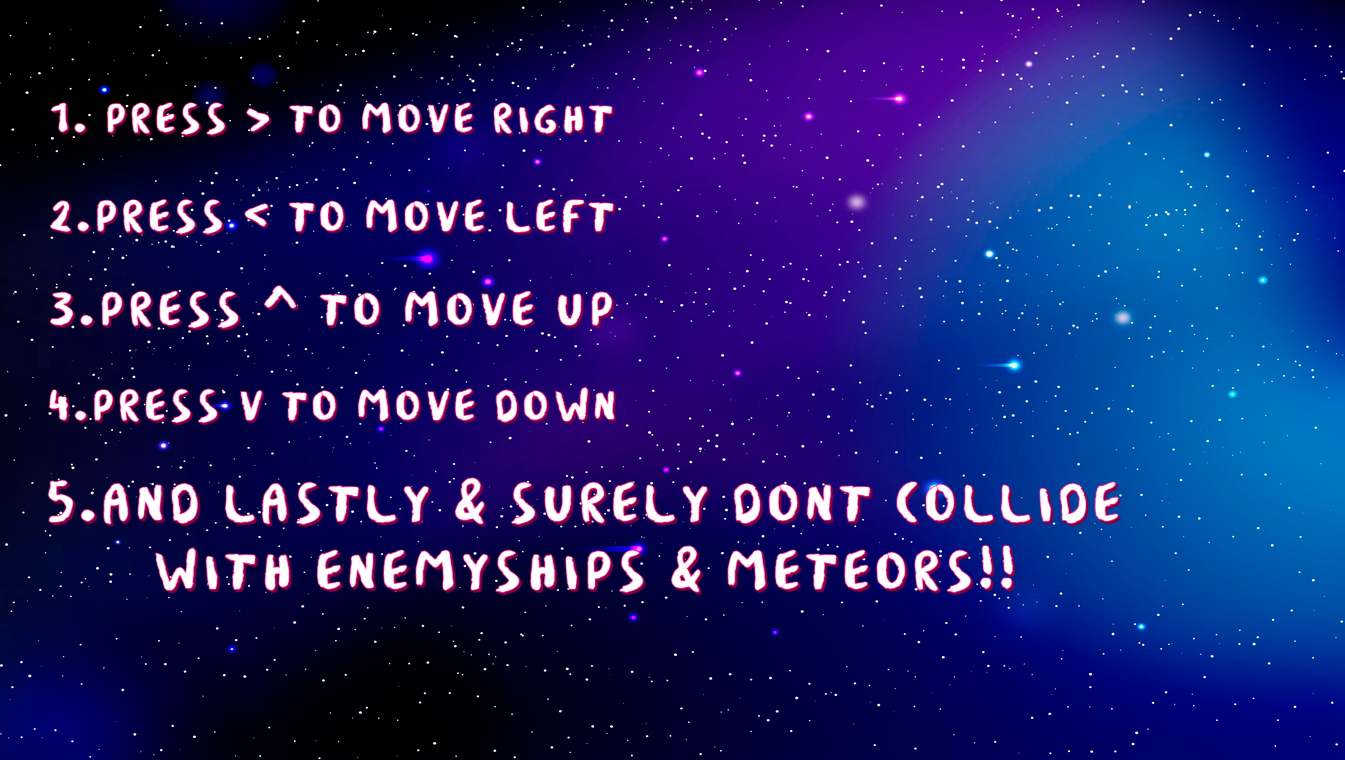 1. PRESS > TO MOVE RIGHT
2.PRESS < TO MOVE LEFT
3.PRESS ^ TO MOVE UP
4.PRESS V TO MOVE DOWN
5.AND LASTLY & SURELY DONT COLLIDE
WITH ENEMYSHIPS & METEORS!!